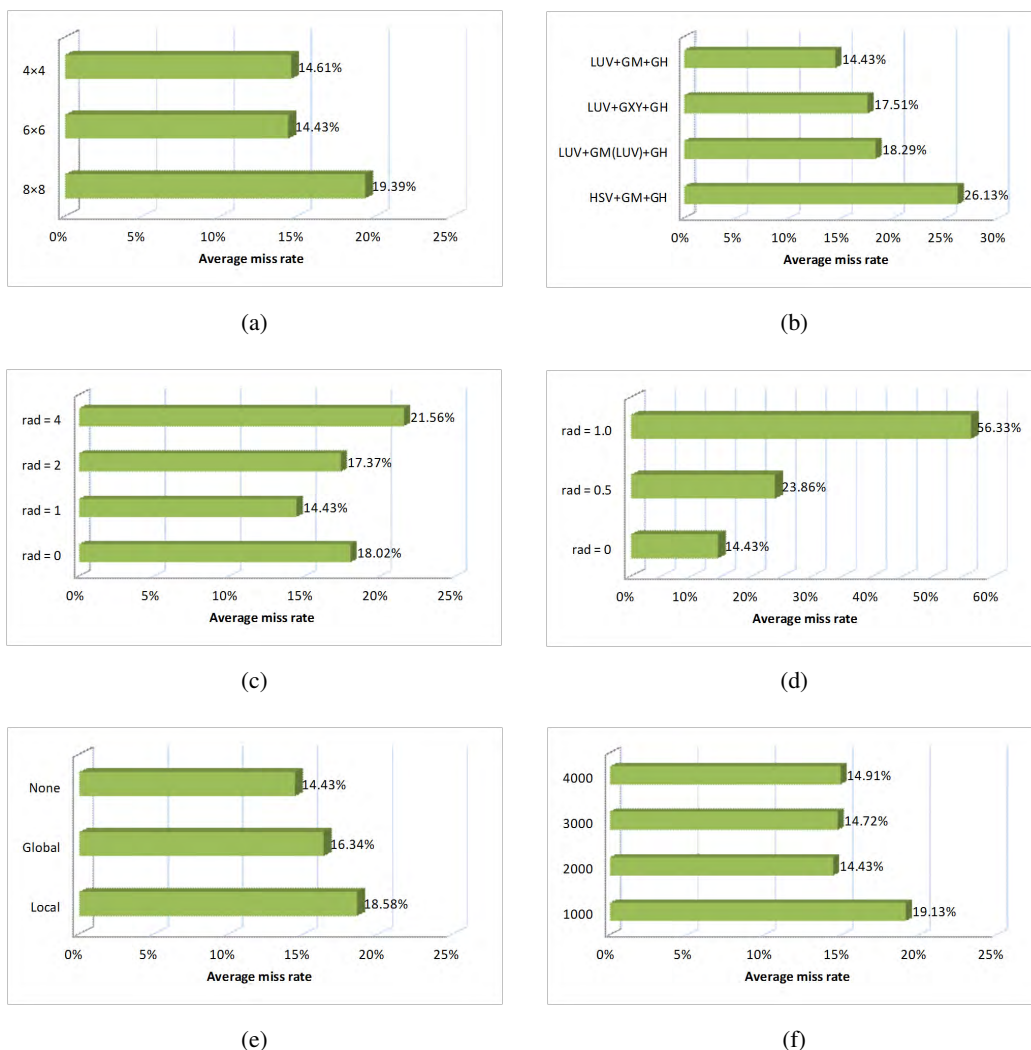 4×4
14.61%
6×6
14.43%
8×8
19.39%
0% 5% 10% 15% 20% 25%
Average miss rate
(a)
LUV+GM+GH
14.43%
LUV+GXY+GH
17.51%
LUV+GM(LUV)+GH
18.29%
HSV+GM+GH
26.13%
0% 5% 10% 15% 20% 25% 30%
Average miss rate
(b)
rad = 4
21.56%
rad = 2
17.37%
rad = 1
14.43%
rad = 0
18.02%
0% 5% 10% 15% 20% 25%
Average miss rate
(c)
rad = 1.0
56.33%
rad = 0.5
23.86%
rad = 0
14.43%
0% 10% 20% 30% 40% 50% 60%
Average miss rate
(d)
None
14.43%
Global
16.34%
Local
18.58%
0% 5% 10% 15% 20% 25%
Average miss rate
(e)
4000
14.91%
3000
14.72%
2000
14.43%
1000
19.13%
0% 5% 10% 15% 20% 25%
Average miss rate
(f)